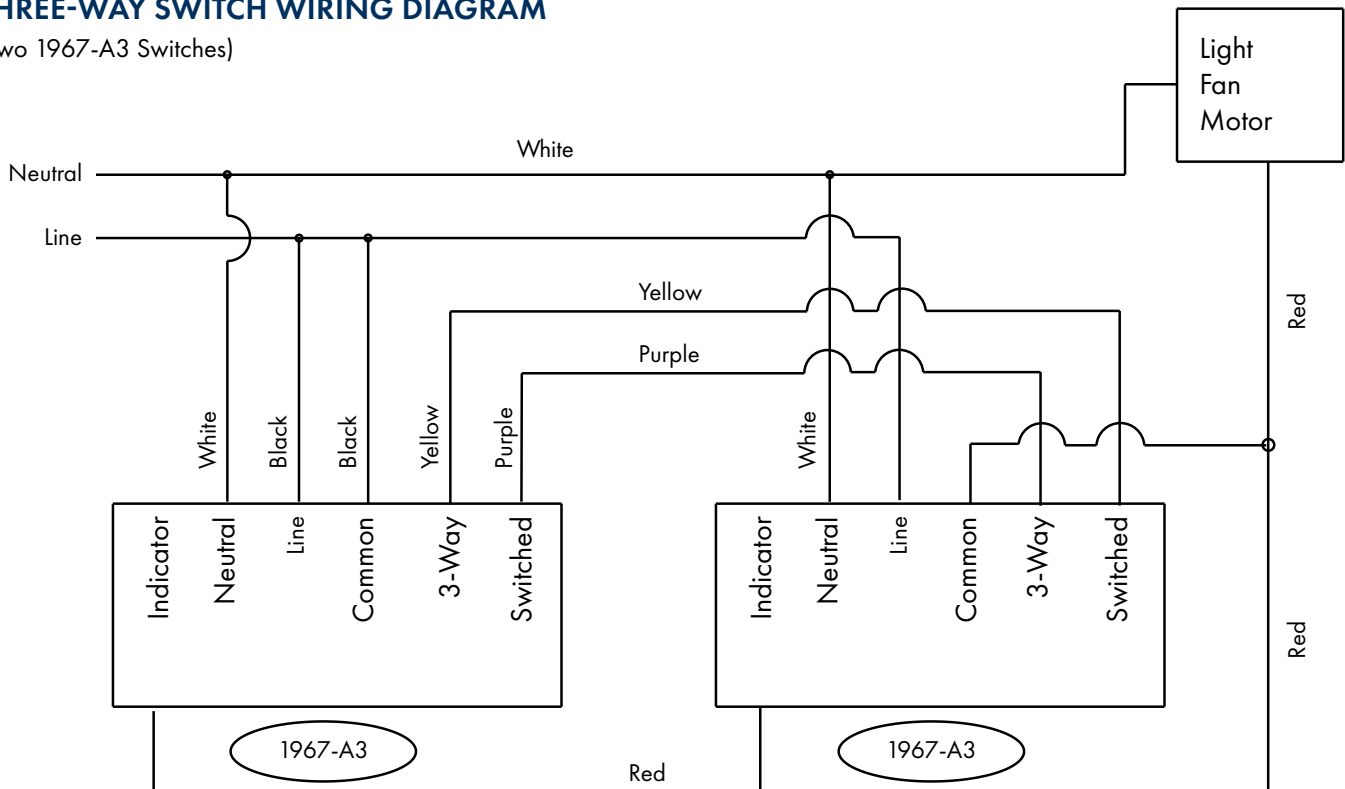 HREE-WAY SWITCH WIRING DIAGRAM
wo 1967-A3 Switches)
Light
Fan
Motor
White
Neutral
Line
Yellow
Red
Purple
White
Black
Black
Yellow
Purple
White
Indicator
Neutral
Line
Common
3-Way
Switched
Indicator
Neutral
Line
Common
3-Way
Switched
Red
1967-A3
1967-A3
Red